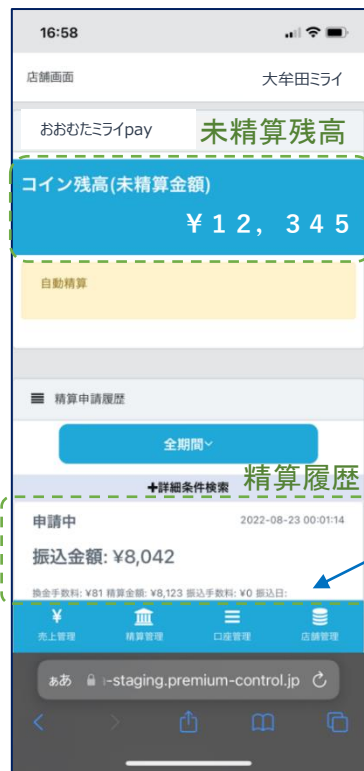 16:58
店舗画面 大牟田ミライ
おおむたミライpay 未精算残高
コイン残高(未精算金額)
¥12,345
自動精算
精算申請履歴
全期間
+詳細条件検索 精算履歴
申請中 2022-08-23 00:01:14
振込金額: ¥8,042
換金手数料: ¥81 精算金額: ¥8,123 振込手数料: ¥0 振込日:
売上管理 精算管理 口座管理 店舗管理
ぁあ -staging.premium-control.jp